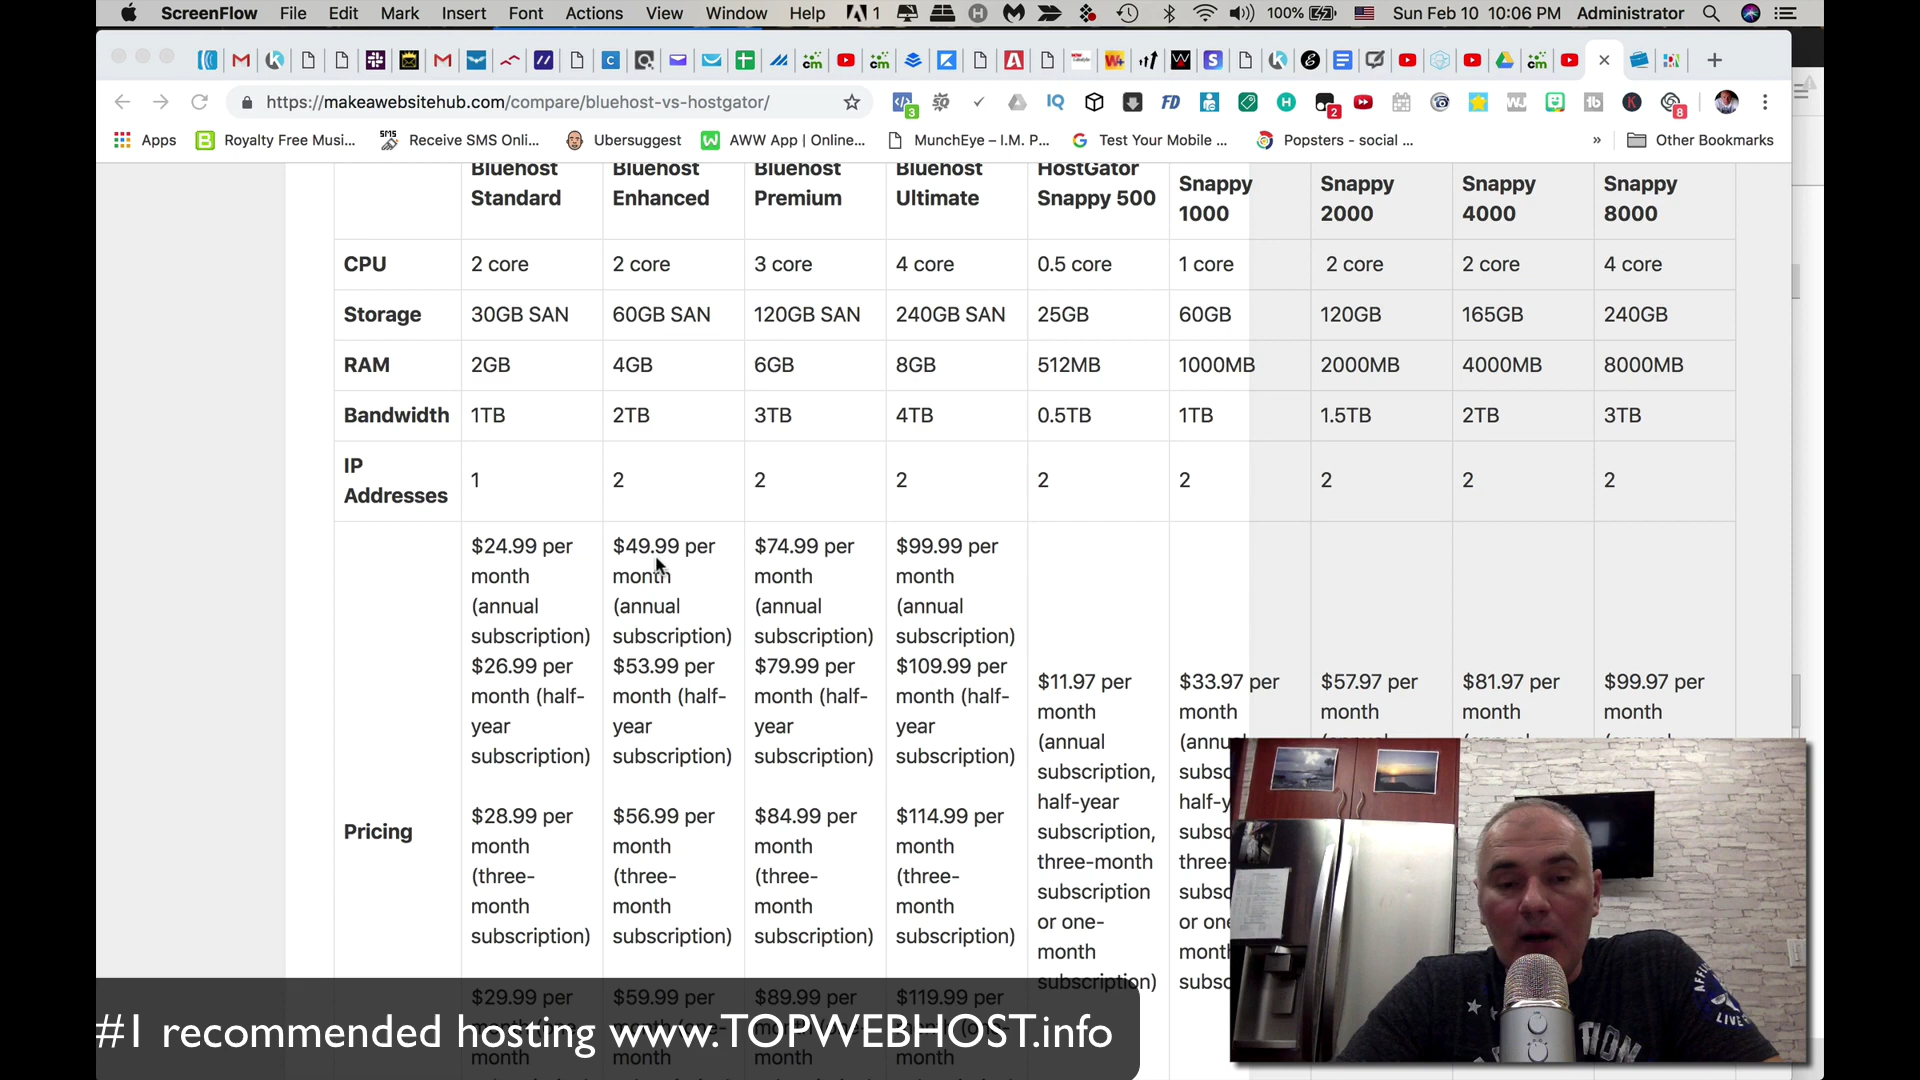 ScreenFlow File Edit Mark Insert Font Actions View Window Help 1 100% Sun Feb 10 10:06 PM Administrator
https://makeawebsitehub.com/compare/bluehost-vs-hostgator/
Apps Royalty Free Musi... Receive SMS Onli... Ubersuggest AWW App | Online... MunchEye – I.M. P... Test Your Mobile ... Popsters - social ... » Other Bookmarks
Bluehost Standard
Bluehost Enhanced
Bluehost Premium
Bluehost Ultimate
HostGator Snappy 500
Snappy 1000
Snappy 2000
Snappy 4000
Snappy 8000
CPU 2 core 2 core 3 core 4 core 0.5 core 1 core 2 core 2 core 4 core
Storage 30GB SAN 60GB SAN 120GB SAN 240GB SAN 25GB 60GB 120GB 165GB 240GB
RAM 2GB 4GB 6GB 8GB 512MB 1000MB 2000MB 4000MB 8000MB
Bandwidth 1TB 2TB 3TB 4TB 0.5TB 1TB 1.5TB 2TB 3TB
IP Addresses 1 2 2 2 2 2 2 2 2
Pricing
$24.99 per month (annual subscription)
$26.99 per month (half-year subscription)
$28.99 per month (three-month subscription)
$29.99 per
$49.99 per month (annual subscription)
$53.99 per month (half-year subscription)
$56.99 per month (three-month subscription)
$59.99 per
$74.99 per month (annual subscription)
$79.99 per month (half-year subscription)
$84.99 per month (three-month subscription)
$89.99 per
$99.99 per month (annual subscription)
$109.99 per month (half-year subscription)
$114.99 per month (three-month subscription)
$119.99 per
$11.97 per month (annual subscription, half-year subscription, three-month subscription or one-month subscription)
$33.97 per month
$57.97 per month
$81.97 per month
$99.97 per month
#1 recommended hosting www.TOPWEBHOST.info